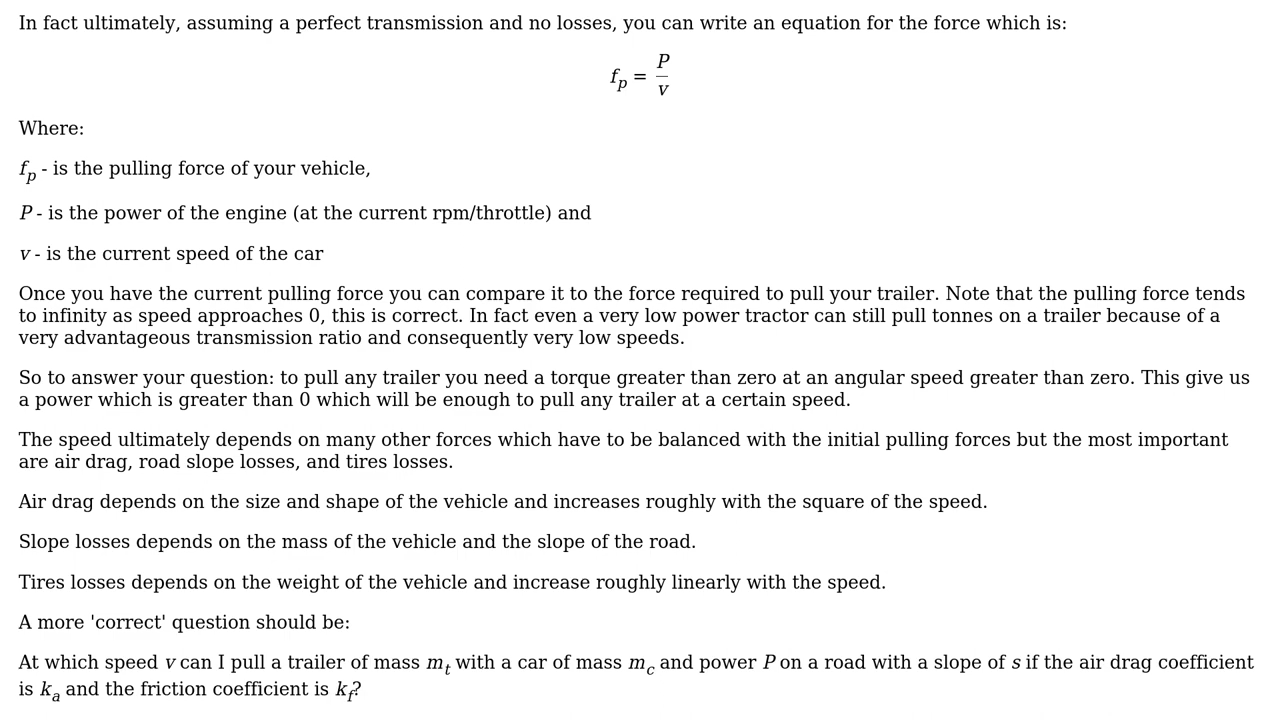 In fact ultimately, assuming a perfect transmission and no losses, you can write an equation for the force which is:
f_p = P/v
Where:
f_p - is the pulling force of your vehicle,
P - is the power of the engine (at the current rpm/throttle) and
v - is the current speed of the car
Once you have the current pulling force you can compare it to the force required to pull your trailer. Note that the pulling force tends
to infinity as speed approaches 0, this is correct. In fact even a very low power tractor can still pull tonnes on a trailer because of a
very advantageous transmission ratio and consequently very low speeds.
So to answer your question: to pull any trailer you need a torque greater than zero at an angular speed greater than zero. This give us
a power which is greater than 0 which will be enough to pull any trailer at a certain speed.
The speed ultimately depends on many other forces which have to be balanced with the initial pulling forces but the most important
are air drag, road slope losses, and tires losses.
Air drag depends on the size and shape of the vehicle and increases roughly with the square of the speed.
Slope losses depends on the mass of the vehicle and the slope of the road.
Tires losses depends on the weight of the vehicle and increase roughly linearly with the speed.
A more 'correct' question should be:
At which speed v can I pull a trailer of mass m_t with a car of mass m_c and power P on a road with a slope of s if the air drag coefficient
is k_a and the friction coefficient is k_f?